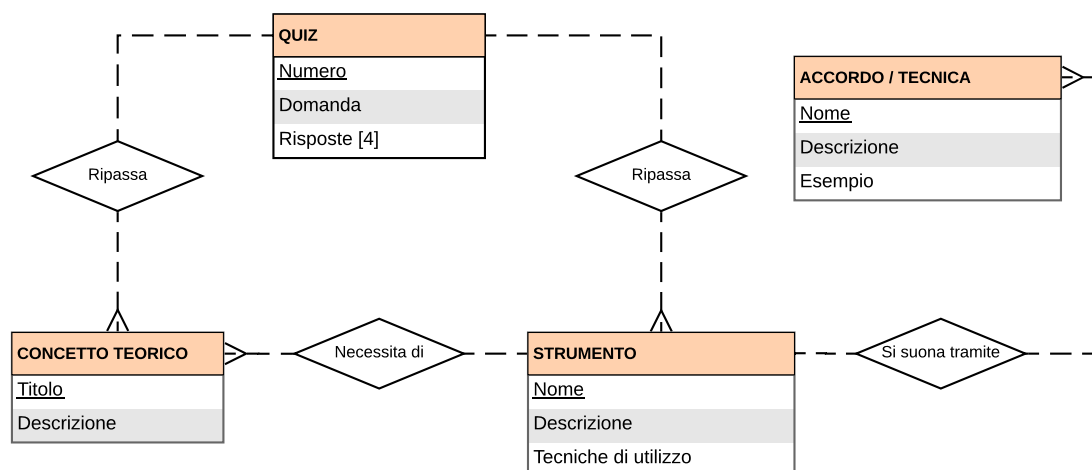 QUIZ
Numero
Domanda
Risposte [4]
ACCORDO / TECNICA
Nome
Descrizione
Esempio
Ripassa
Ripassa
CONCETTO TEORICO
Titolo
Descrizione
Necessita di
STRUMENTO
Nome
Descrizione
Tecniche di utilizzo
Si suona tramite